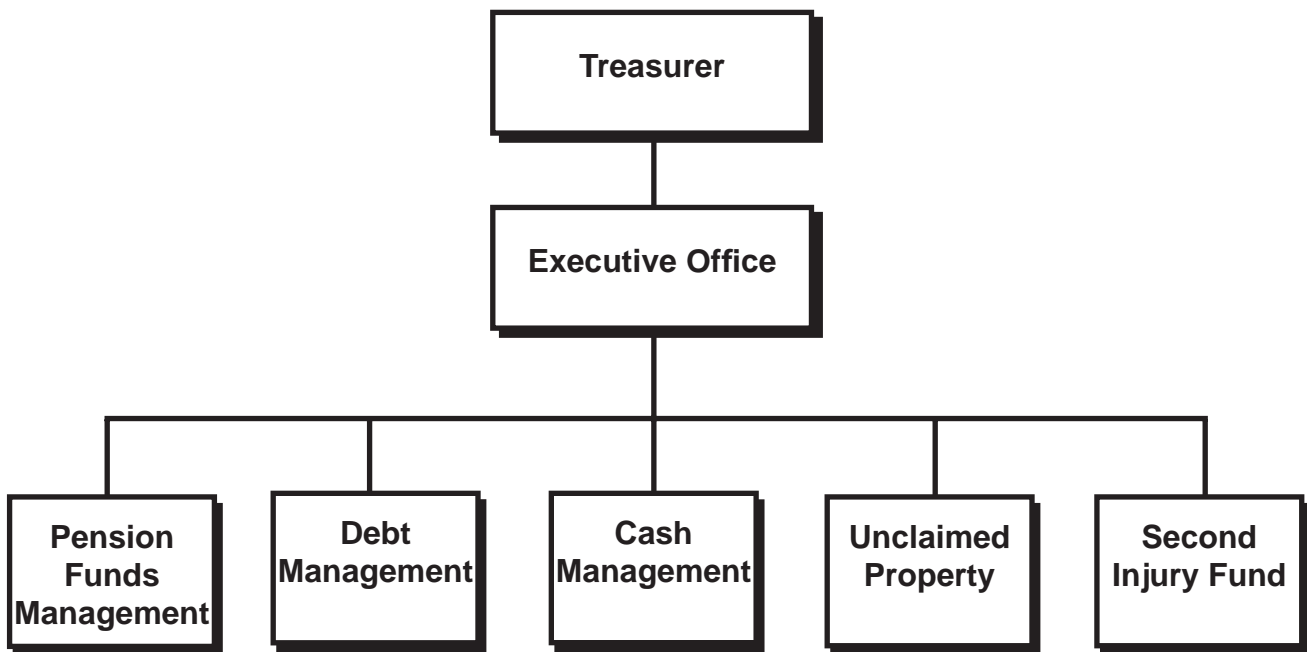 Treasurer
Executive Office
Pension
Funds
Management
Debt
Management
Cash
Management
Unclaimed
Property
Second
Injury Fund